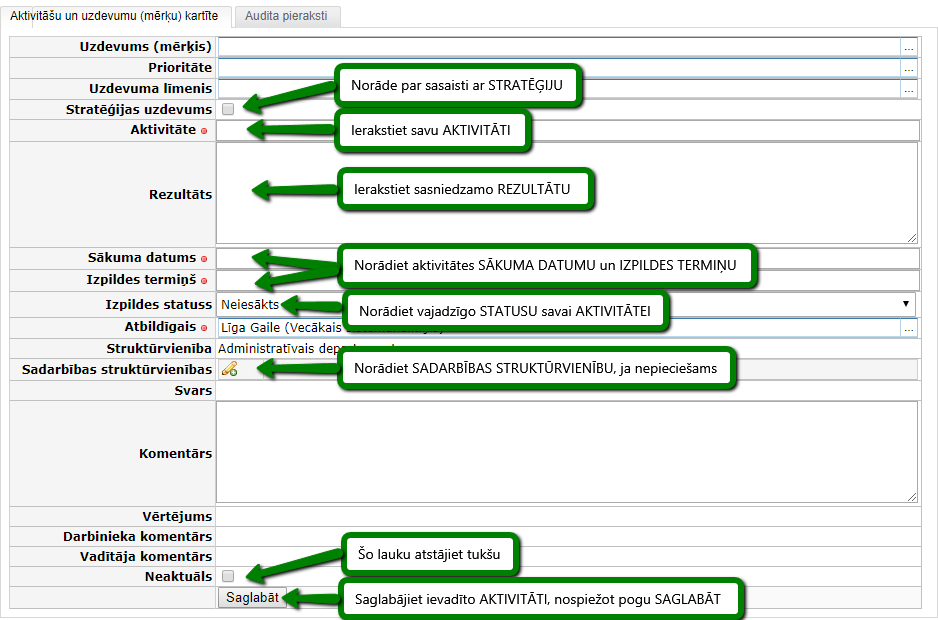 Aktivitāšu un uzdevumu (mērķu) kartīte Audita pieraksti
Uzdevums (mērķis) ...
Prioritāte ...
Uzdevuma līmenis ...
Norāde par sasaisti ar STRATĒĢIJU
Stratēģijas uzdevums
Aktivitāte
Ierakstiet savu AKTIVITĀTI
Rezultāts
Ierakstiet sasniedzamo REZULTĀTU
Sākuma datums
Norādiet aktivitātes SĀKUMA DATUMU un IZPILDES TERMIŅU
Izpildes termiņš
Izpildes statuss Neiesākts
Norādiet vajadzīgo STATUSU savai AKTIVITĀTEI
Atbildīgais Līga Gaile (Vecākais ...
Struktūrvienība Administratīvais
Sadarbības struktūrvienības
Norādiet SADARBĪBAS STRUKTŪRVIENĪBU, ja nepieciešams
Svars
Komentārs
Vērtējums
Darbinieka komentārs
Vadītāja komentārs
Šo lauku atstājiet tukšu
Neaktuāls
Saglabāt
Saglabājiet ievadīto AKTIVITĀTI, nospiežot pogu SAGLABĀT